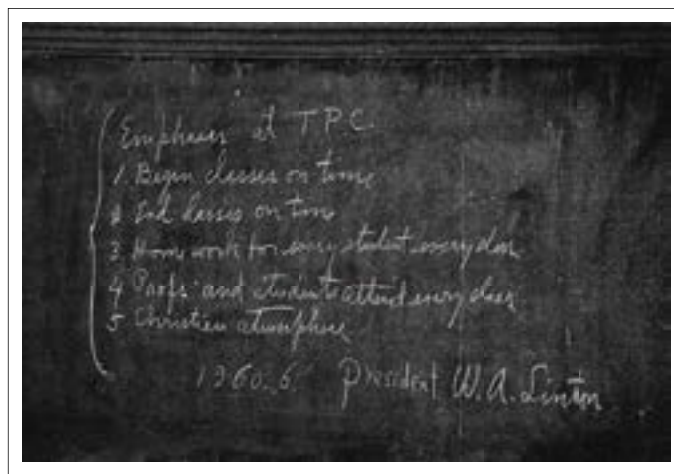 Emphases at TPC
1. Begin classes on time
2 End classes on time
3 Home work for every student every class
4 Profs and students attend every class
5 Christian atmosphere
1960. 6. President W. A. Linton